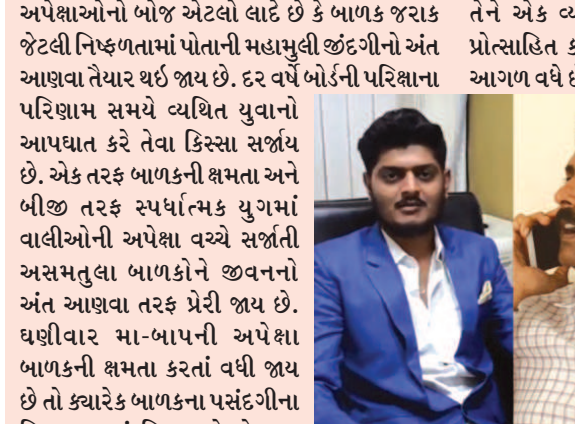 અપેક્ષાઓનો બોજ એટલો લાદે છે કે બાળક જરાક
જેટલી નિષ્ફળતામાં પોતાની મહામુલી જીંદગીનો અંત
આણવા તૈયાર થઇ જાય છે. દર વર્ષે બોર્ડની પરિક્ષાના
પરિણામ સમયે વ્યથિત યુવાનો
આપઘાત કરે તેવા કિસ્સા સર્જાય
છે. એક તરફ બાળકની ક્ષમતા અને
બીજી તરફ સ્પર્ધાત્મક યુગમાં
વાલીઓની અપેક્ષા વચ્ચે સર્જાતી
અસમતુલા બાળકોને જીવનનો
અંત આણવા તરફ પ્રેરી જાય છે.
ઘણીવાર મા-બાપની અપેક્ષા
બાળકની ક્ષમતા કરતાં વધી જાય
છે તો ક્યારેક બાળકના પસંદગીના
તેને એક
પ્રોત્સાહિત
આગળ વધે